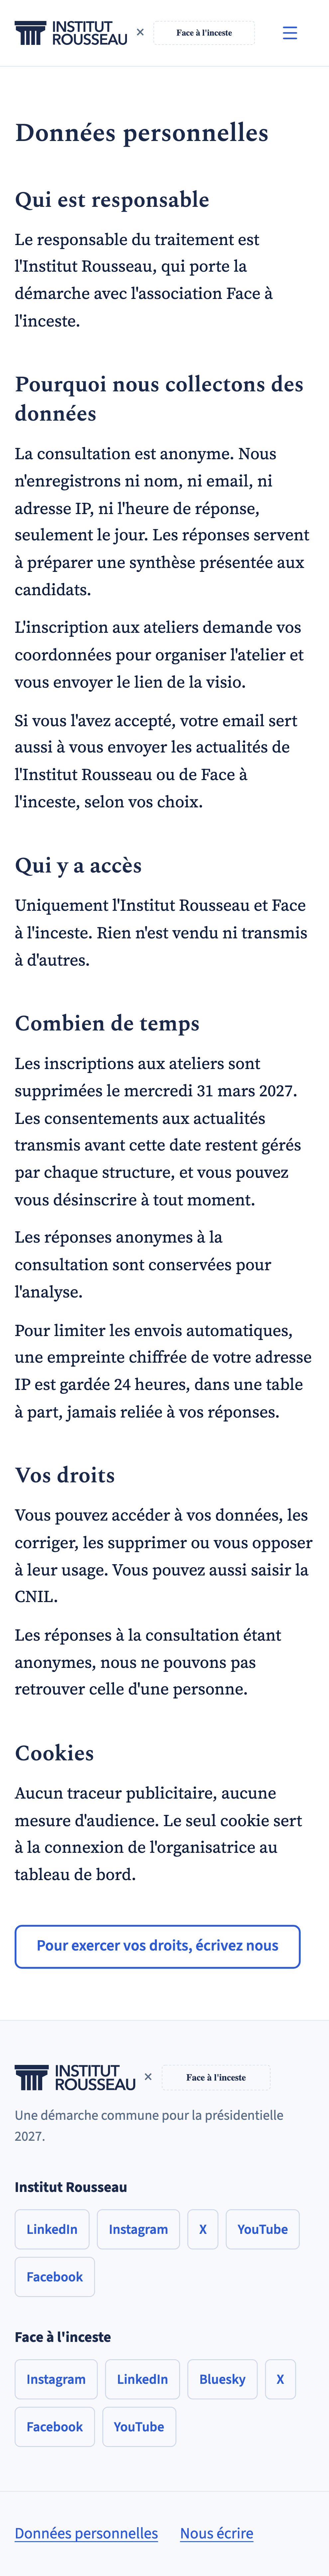 INSTITUT
ROUSSEAU
×
Face à l'inceste
Données personnelles
Qui est responsable
Le responsable du traitement est
l'Institut Rousseau, qui porte la
démarche avec l'association Face à
l'inceste.
Pourquoi nous collectons des
données
La consultation est anonyme. Nous
n'enregistrons ni nom, ni email, ni
adresse IP, ni l'heure de réponse,
seulement le jour. Les réponses servent
à préparer une synthèse présentée aux
candidats.
L'inscription aux ateliers demande vos
coordonnées pour organiser l'atelier et
vous envoyer le lien de la visio.
Si vous l'avez accepté, votre email sert
aussi à vous envoyer les actualités de
l'Institut Rousseau ou de Face à
l'inceste, selon vos choix.
Qui y a accès
Uniquement l'Institut Rousseau et Face
à l'inceste. Rien n'est vendu ni transmis
à d'autres.
Combien de temps
Les inscriptions aux ateliers sont
supprimées le mercredi 31 mars 2027.
Les consentements aux actualités
transmis avant cette date restent gérés
par chaque structure, et vous pouvez
vous désinscrire à tout moment.
Les réponses anonymes à la
consultation sont conservées pour
l'analyse.
Pour limiter les envois automatiques,
une empreinte chiffrée de votre adresse
IP est gardée 24 heures, dans une table
à part, jamais reliée à vos réponses.
Vos droits
Vous pouvez accéder à vos données, les
corriger, les supprimer ou vous opposer
à leur usage. Vous pouvez aussi saisir la
CNIL.
Les réponses à la consultation étant
anonymes, nous ne pouvons pas
retrouver celle d'une personne.
Cookies
Aucun traceur publicitaire, aucune
mesure d'audience. Le seul cookie sert
à la connexion de l'organisatrice au
tableau de bord.
Pour exercer vos droits, écrivez nous
INSTITUT
ROUSSEAU
×
Face à l'inceste
Une démarche commune pour la présidentielle
2027.
Institut Rousseau
LinkedIn Instagram X YouTube
Facebook
Face à l'inceste
Instagram LinkedIn Bluesky X
Facebook YouTube
Données personnelles Nous écrire